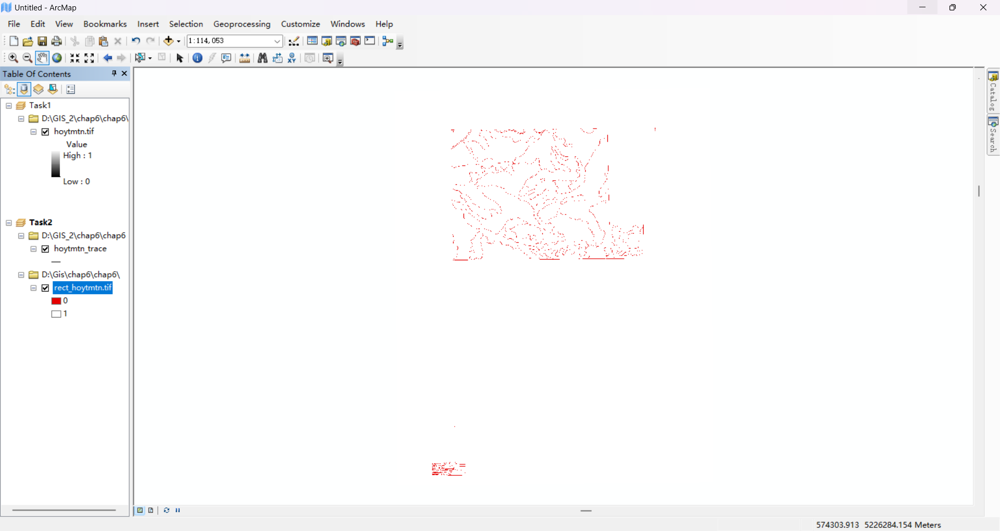 Untitled - ArcMap
File Edit View Bookmarks Insert Selection Geoprocessing Customize Windows Help
1:114,053
XY
Table Of Contents
Task1
D:\GIS_2\chap6\chap6\
hoytmtn.tif
Value
High : 1
Low : 0
Task2
D:\GIS_2\chap6\chap6
hoytmtn_trace
D:\Gis\chap6\chap6\
rect_hoytmtn.tif
0
1
Catalog
Search
574303.913 5226284.154 Meters